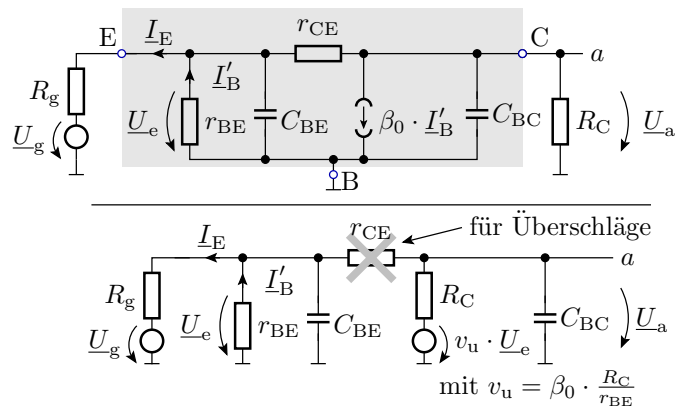 E I_E r_CE C a
R_g I'_B
U_g U_e r_BE C_BE β_0 · I'_B C_BC R_C U_a
B
r_CE für Überschläge
I_E a
R_g I'_B R_C
U_g U_e r_BE C_BE v_u · U_e C_BC U_a
mit v_u = β_0 · R_C/r_BE